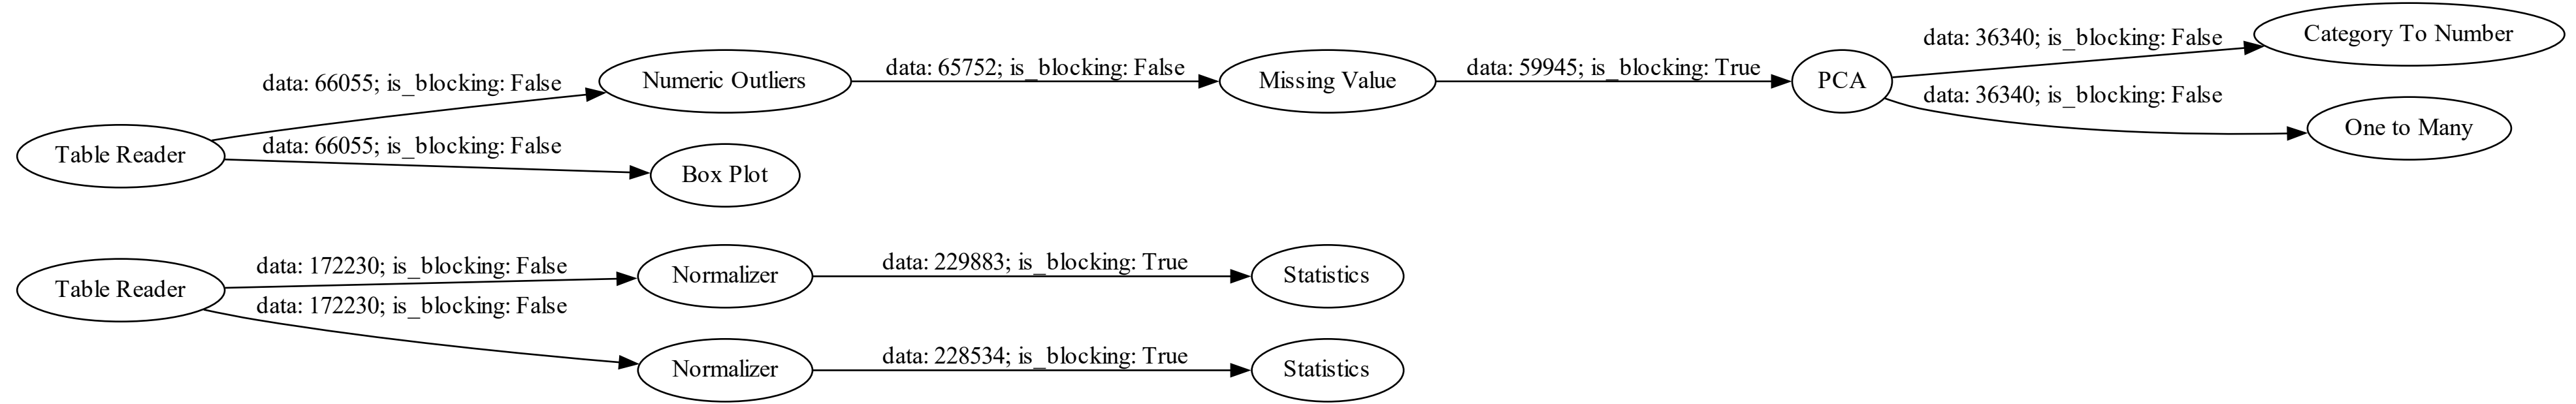 Table Reader
data: 66055; is_blocking: False
Numeric Outliers
data: 65752; is_blocking: False
Missing Value
data: 59945; is_blocking: True
PCA
data: 36340; is_blocking: False
Category To Number
data: 36340; is_blocking: False
One to Many
data: 66055; is_blocking: False
Box Plot
Table Reader
data: 172230; is_blocking: False
Normalizer
data: 229883; is_blocking: True
Statistics
data: 172230; is_blocking: False
Normalizer
data: 228534; is_blocking: True
Statistics